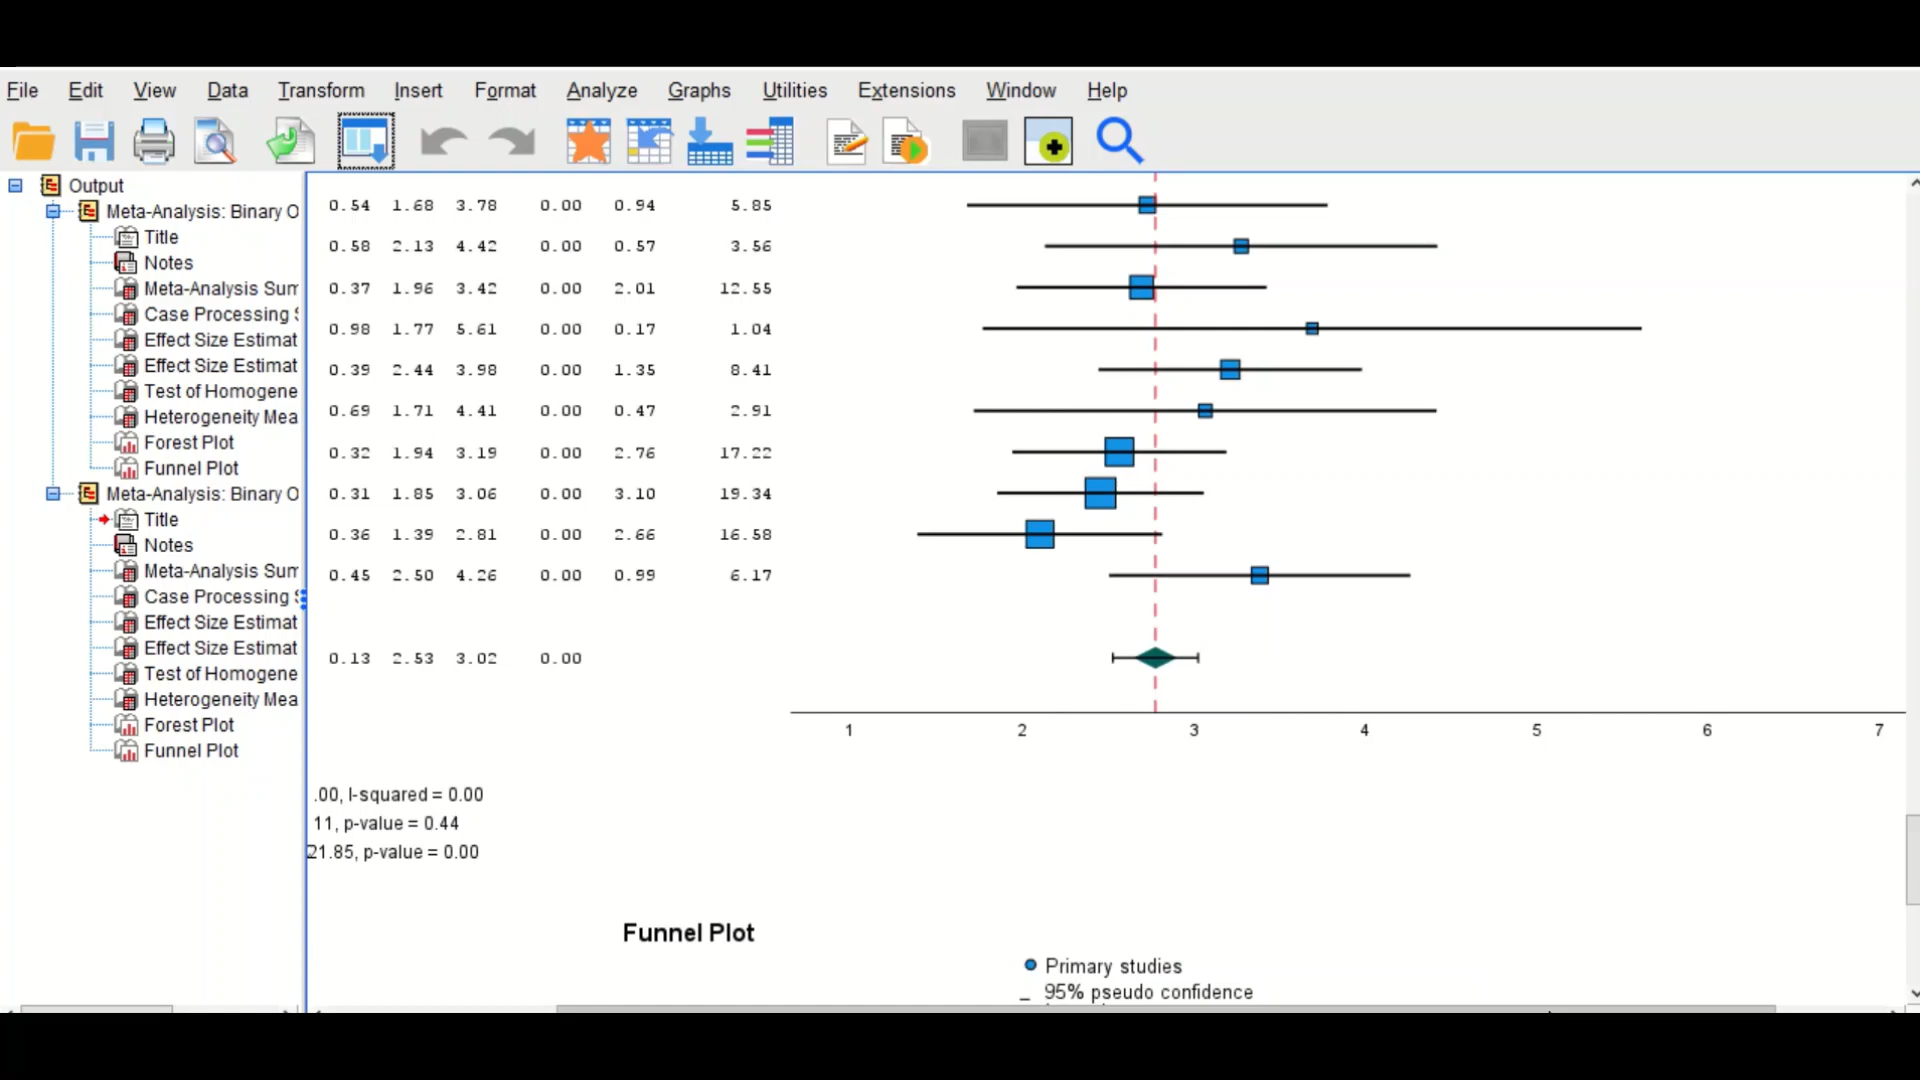 File Edit View Data Transform Insert Format Analyze Graphs Utilities Extensions Window Help
Output
Meta-Analysis: Binary O
Title
Notes
Meta-Analysis Sum
Case Processing S
Effect Size Estimat
Effect Size Estimat
Test of Homogene
Heterogeneity Mea
Forest Plot
Funnel Plot
Meta-Analysis: Binary O
Title
Notes
Meta-Analysis Sum
Case Processing S
Effect Size Estimat
Effect Size Estimat
Test of Homogene
Heterogeneity Mea
Forest Plot
Funnel Plot
0.54 1.68 3.78 0.00 0.94 5.85
0.58 2.13 4.42 0.00 0.57 3.56
0.37 1.96 3.42 0.00 2.01 12.55
0.98 1.77 5.61 0.00 0.17 1.04
0.39 2.44 3.98 0.00 1.35 8.41
0.69 1.71 4.41 0.00 0.47 2.91
0.32 1.94 3.19 0.00 2.76 17.22
0.31 1.85 3.06 0.00 3.10 19.34
0.36 1.39 2.81 0.00 2.66 16.58
0.45 2.50 4.26 0.00 0.99 6.17
0.13 2.53 3.02 0.00
1 2 3 4 5 6 7
.00, I-squared = 0.00
11, p-value = 0.44
21.85, p-value = 0.00
Funnel Plot
Primary studies
95% pseudo confidence